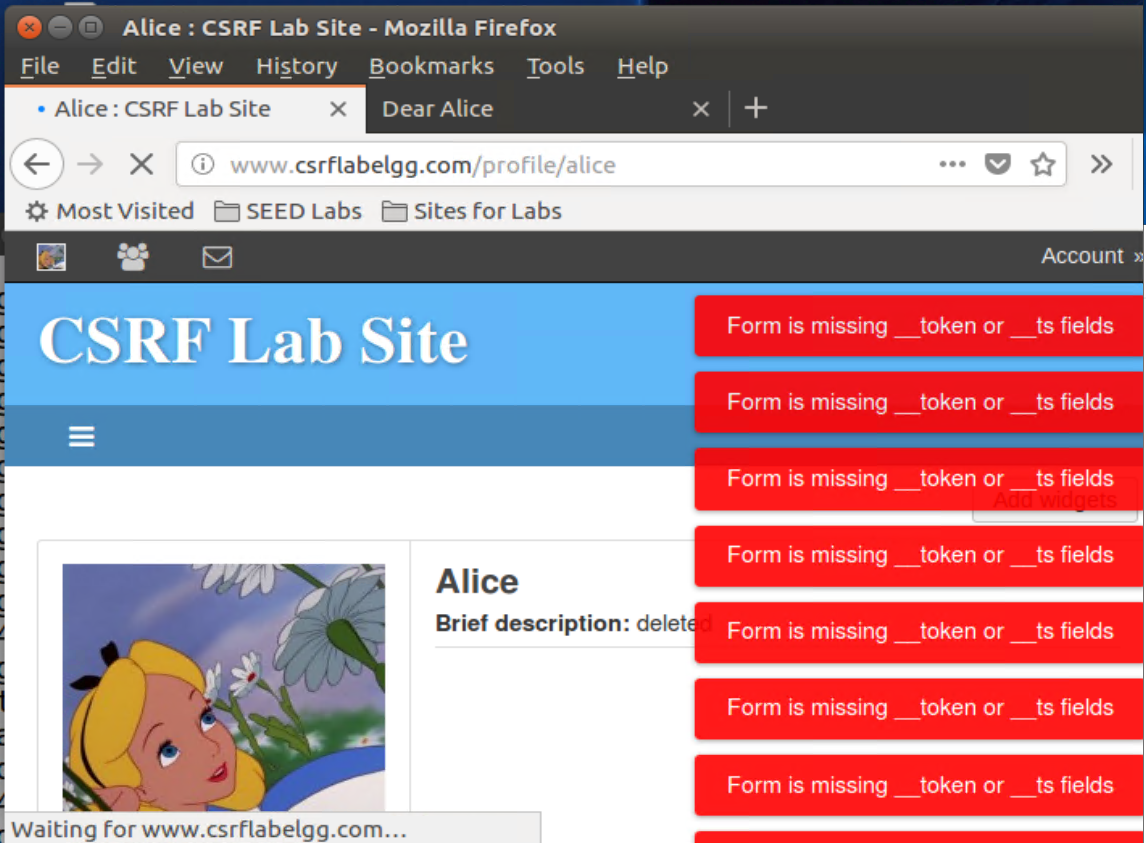 Alice : CSRF Lab Site - Mozilla Firefox
File Edit View History Bookmarks Tools Help
• Alice : CSRF Lab Site × Dear Alice × +
www.csrflabelgg.com/profile/alice
Most Visited SEED Labs Sites for Labs
Account »
CSRF Lab Site
Form is missing __token or __ts fields
Form is missing __token or __ts fields
Form is missing __token or __ts fields
Add widgets
Form is missing __token or __ts fields
Alice
Brief description: deleted
Form is missing __token or __ts fields
Form is missing __token or __ts fields
Form is missing __token or __ts fields
Waiting for www.csrflabelgg.com...